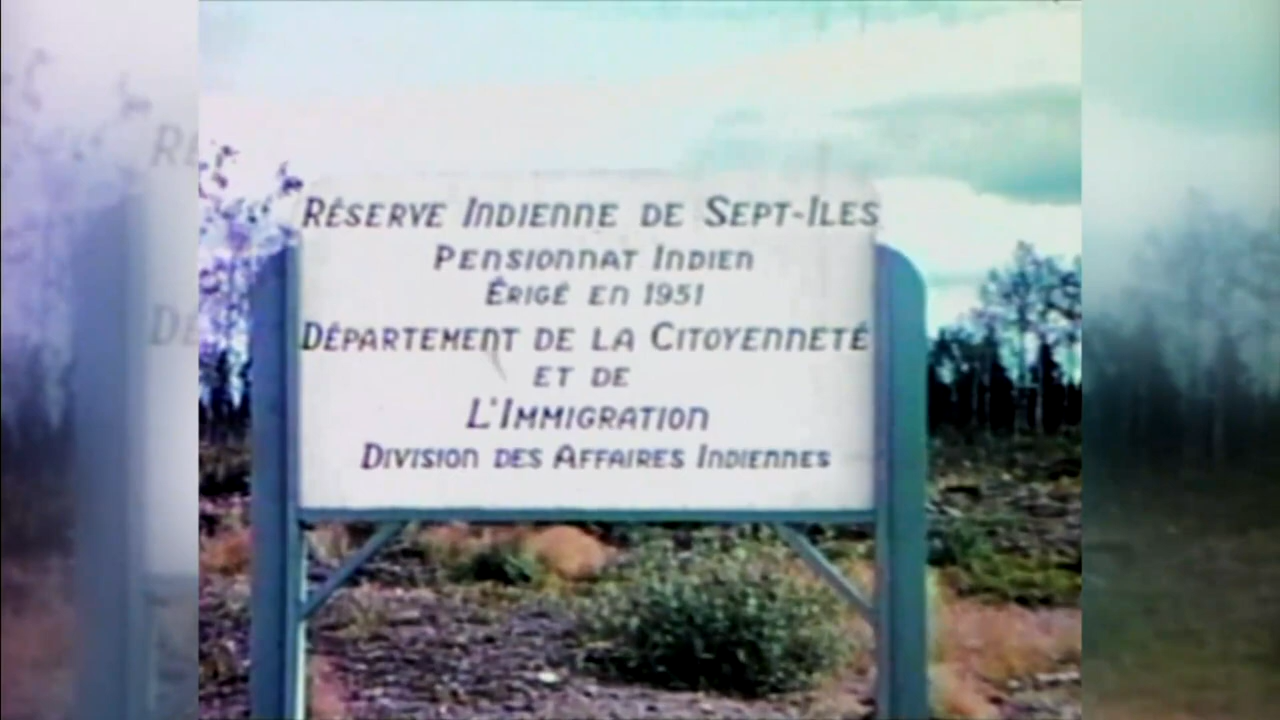 Réserve Indienne de Sept-Iles
Pensionnat Indien
Érigé en 1951
Département de la Citoyenneté
et de
L'Immigration
Division des Affaires Indiennes